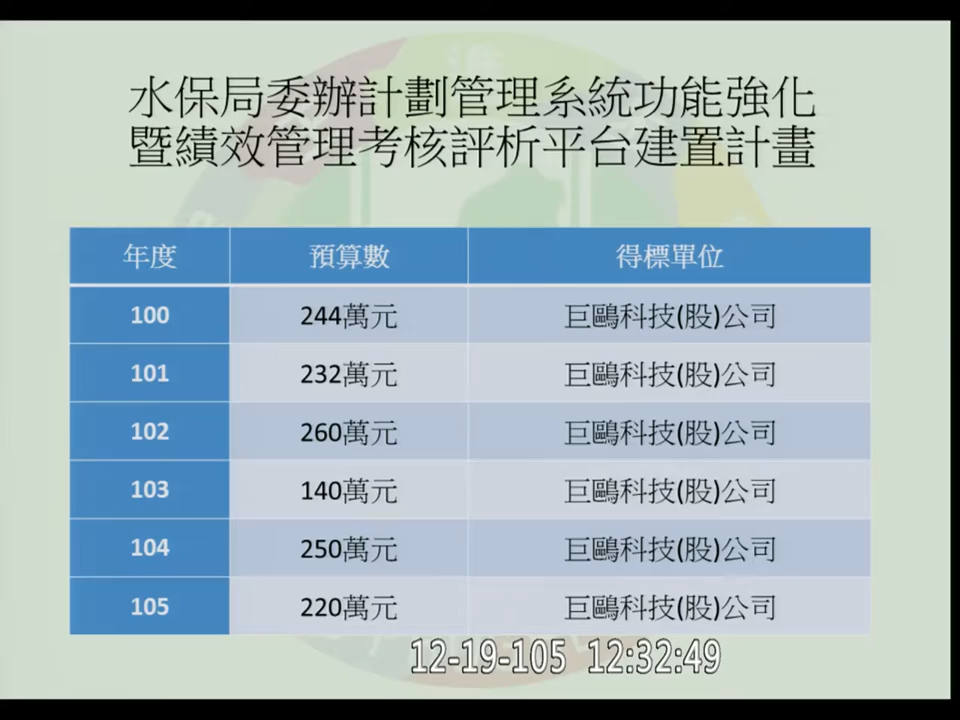 水保局委辦計劃管理系統功能強化
暨績效管理考核評析平台建置計畫
年度 預算數 得標單位
100 244萬元 巨鷗科技(股)公司
101 232萬元 巨鷗科技(股)公司
102 260萬元 巨鷗科技(股)公司
103 140萬元 巨鷗科技(股)公司
104 250萬元 巨鷗科技(股)公司
105 220萬元 巨鷗科技(股)公司
12-19-105 12:32:49